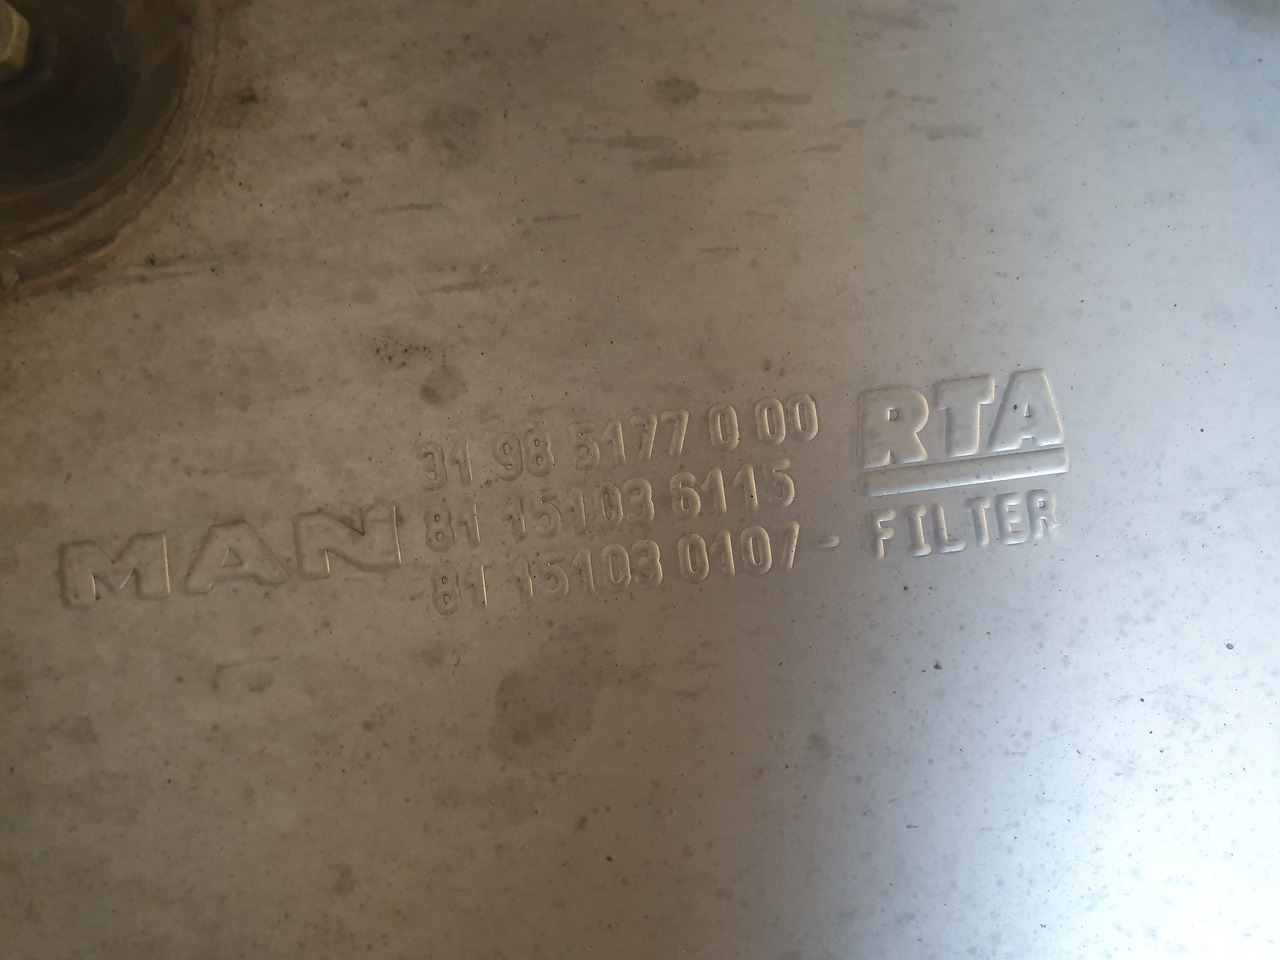 MAN
31 98 5177 0 00
81 15103 6115
81 15103 0107 - FILTER
RTA